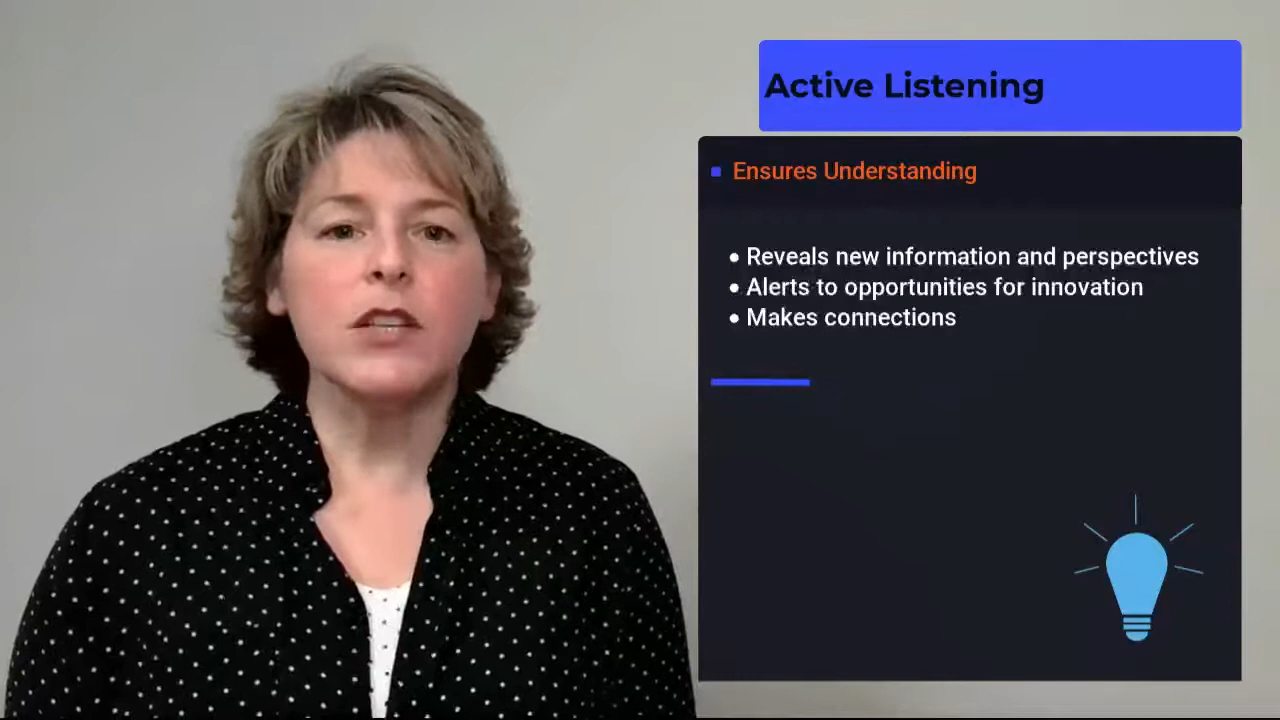 Active Listening
Ensures Understanding
• Reveals new information and perspectives
• Alerts to opportunities for innovation
• Makes connections